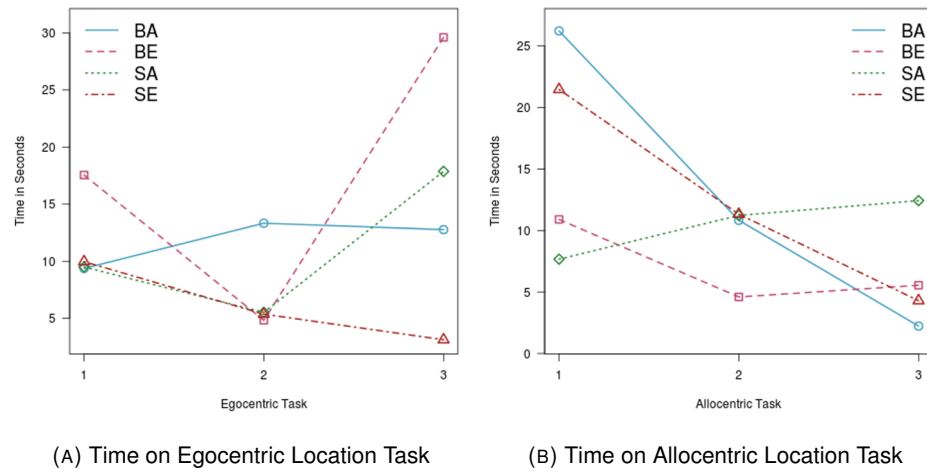 BA
BE
SA
SE
30
25
20
15
10
5
Time in Seconds
1 2 3
Egocentric Task
(A) Time on Egocentric Location Task
BA
BE
SA
SE
25
20
15
10
5
0
Time in Seconds
1 2 3
Allocentric Task
(B) Time on Allocentric Location Task